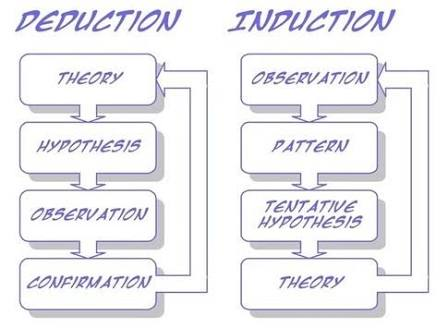 DEDUCTION
THEORY
HYPOTHESIS
OBSERVATION
CONFIRMATION
INDUCTION
OBSERVATION
PATTERN
TENTATIVE
HYPOTHESIS
THEORY